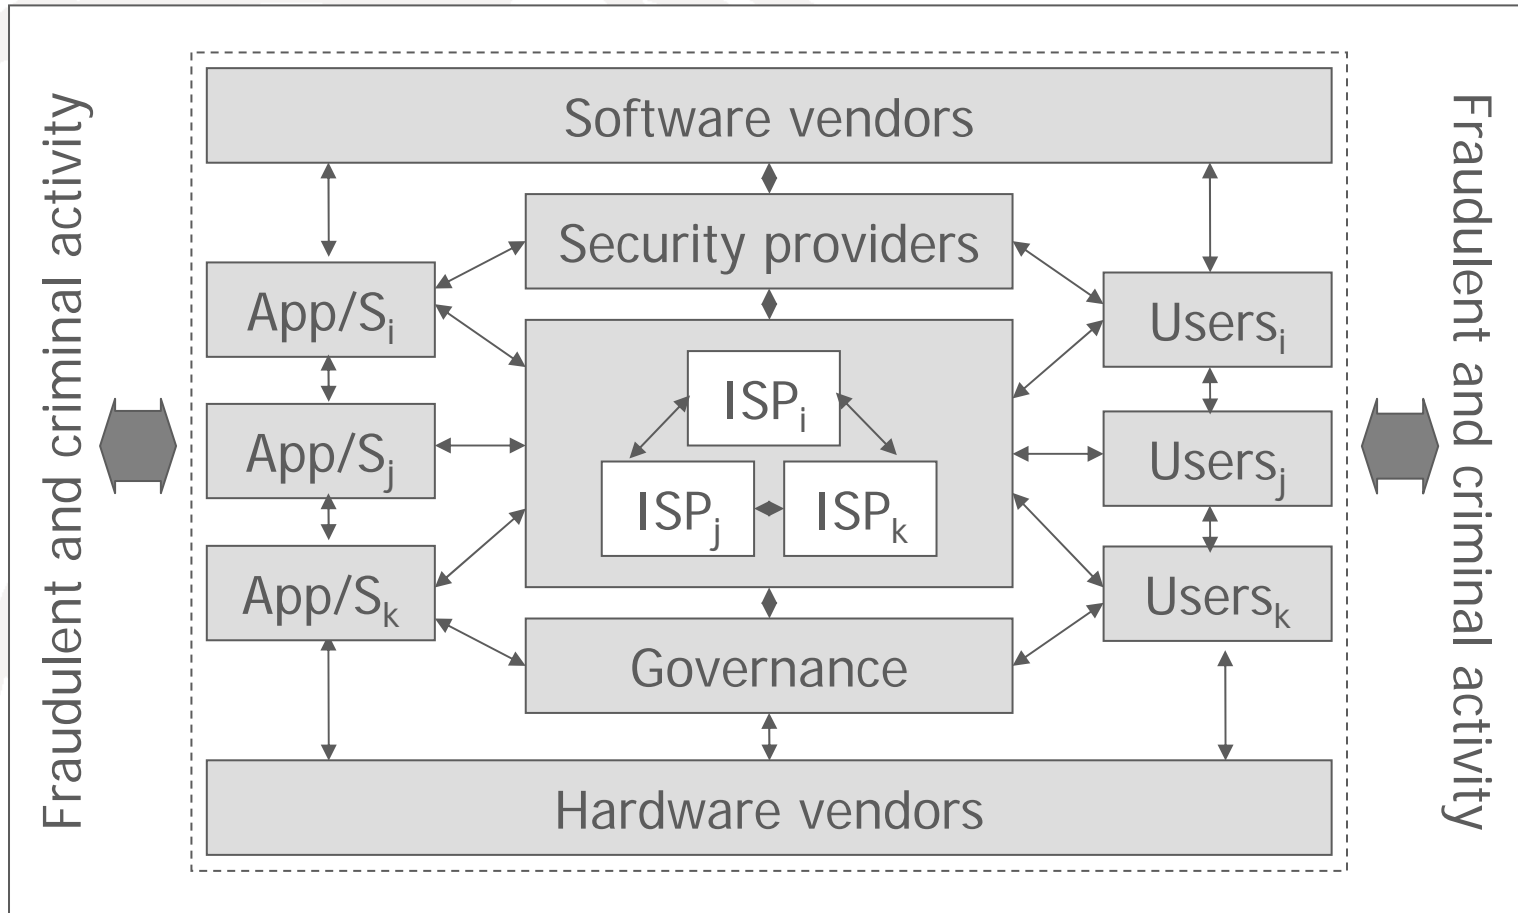 Fraudulent and criminal activity
Software vendors
Security providers
App/Sᵢ
Usersᵢ
ISPᵢ
App/Sⱼ
Usersⱼ
ISPⱼ
ISPₖ
App/Sₖ
Usersₖ
Governance
Hardware vendors
Fraudulent and criminal activity